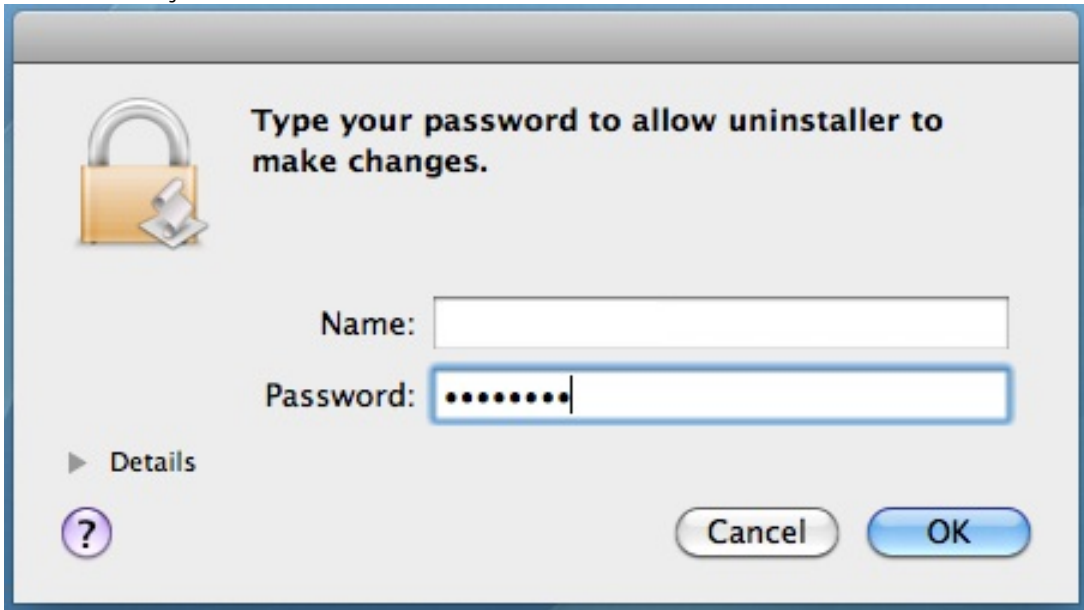 Type your password to allow uninstaller to
make changes.
Name:
Password: ••••••••
Details
?
Cancel OK